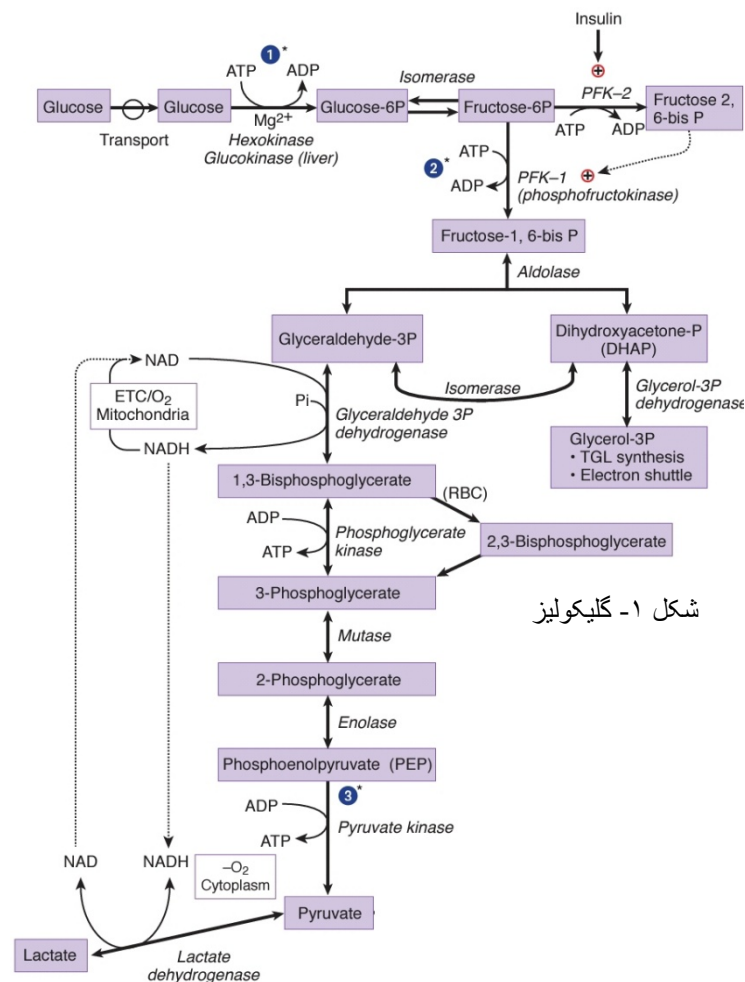 Insulin
1*
ATP
ADP
Isomerase
PFK–2
Glucose
Glucose
Glucose-6P
Fructose-6P
Fructose 2,
6-bis P
Transport
Mg2+
Hexokinase
Glucokinase (liver)
ATP
ADP
2*
ATP
ADP
PFK–1
(phosphofructokinase)
Fructose-1, 6-bis P
Aldolase
Glyceraldehyde-3P
Dihydroxyacetone-P
(DHAP)
NAD
ETC/O2
Mitochondria
NADH
Pi
Glyceraldehyde 3P
dehydrogenase
Isomerase
Glycerol-3P
dehydrogenase
Glycerol-3P
• TGL synthesis
• Electron shuttle
1,3-Bisphosphoglycerate
(RBC)
ADP
ATP
Phosphoglycerate
kinase
2,3-Bisphosphoglycerate
3-Phosphoglycerate
شکل ۱- گلیکولیز
Mutase
2-Phosphoglycerate
Enolase
Phosphoenolpyruvate (PEP)
3*
ADP
ATP
Pyruvate kinase
NAD
NADH
–O2
Cytoplasm
Pyruvate
Lactate
Lactate
dehydrogenase